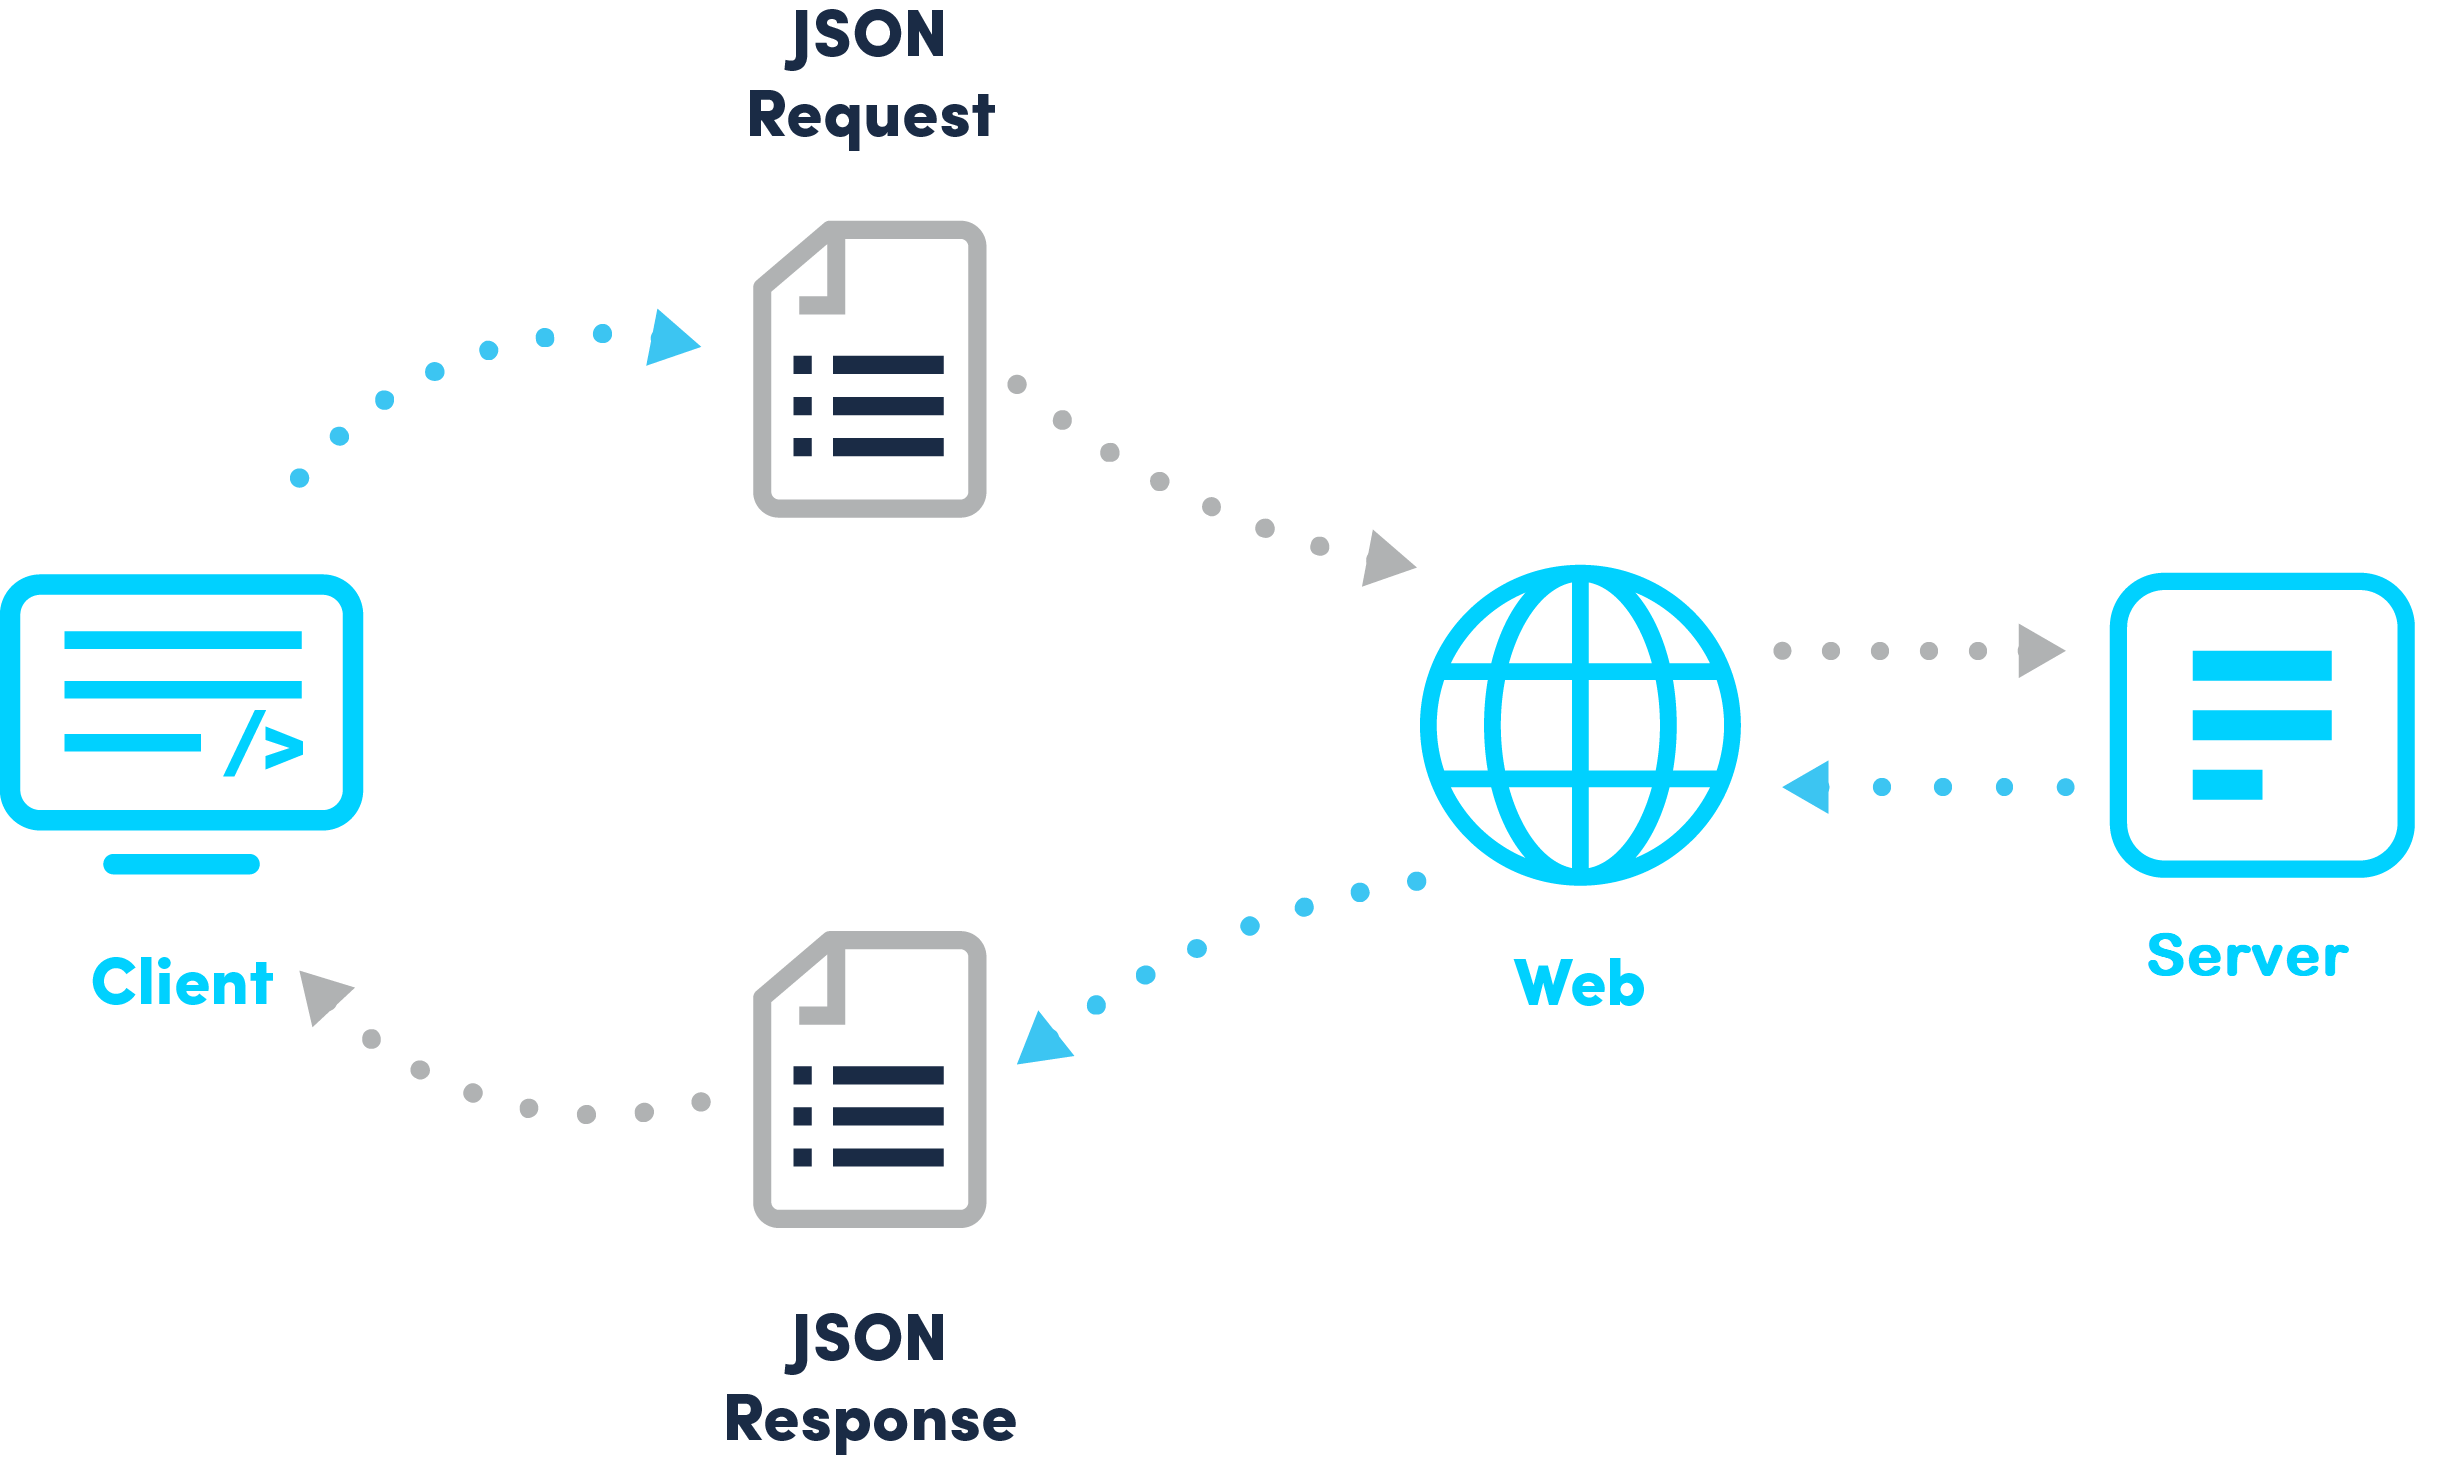 JSON
Request
/>
Client
Web
Server
JSON
Response